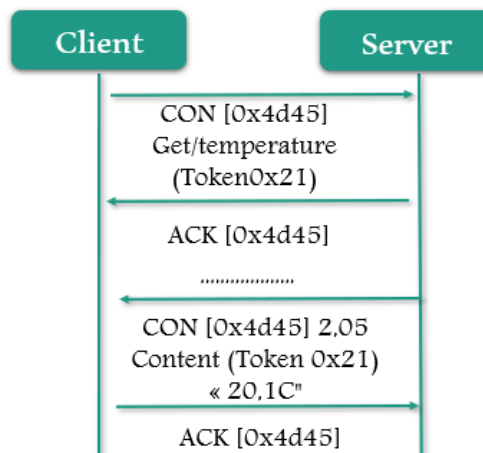 Client
Server
CON [0x4d45]
Get/temperature
(Token0x21)
ACK [0x4d45]
...................
CON [0x4d45] 2,05
Content (Token 0x21)
« 20,1C"
ACK [0x4d45]